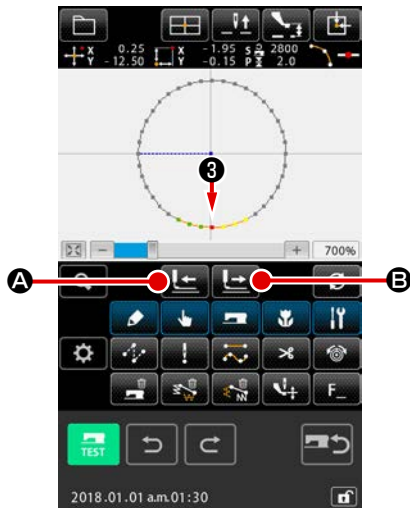 X 0.25 X -1.95 S 2800
Y -12.50 Y -0.15 P 2.0
3
− + 700%
A B
F_
TEST
2018.01.01 a.m.01:30